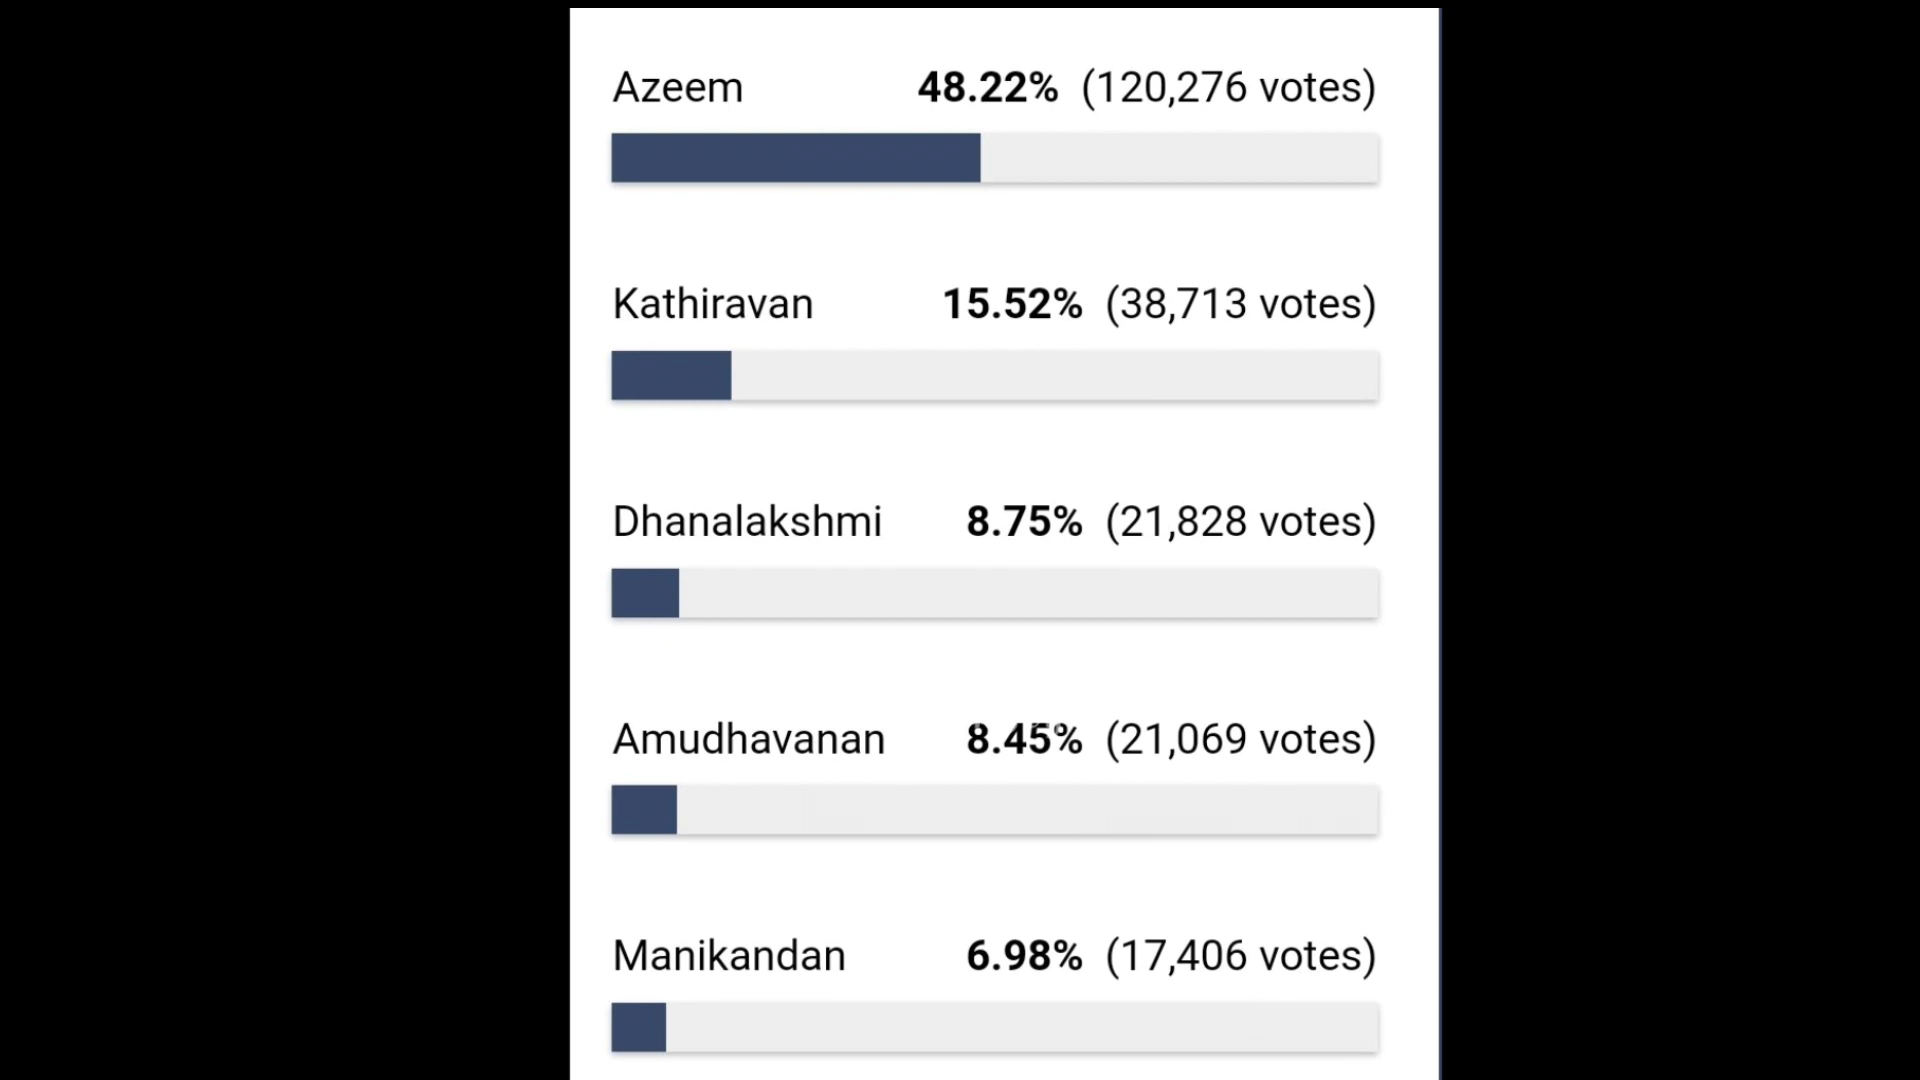 Azeem 48.22% (120,276 votes)
Kathiravan 15.52% (38,713 votes)
Dhanalakshmi 8.75% (21,828 votes)
Amudhavanan 8.45% (21,069 votes)
Manikandan 6.98% (17,406 votes)